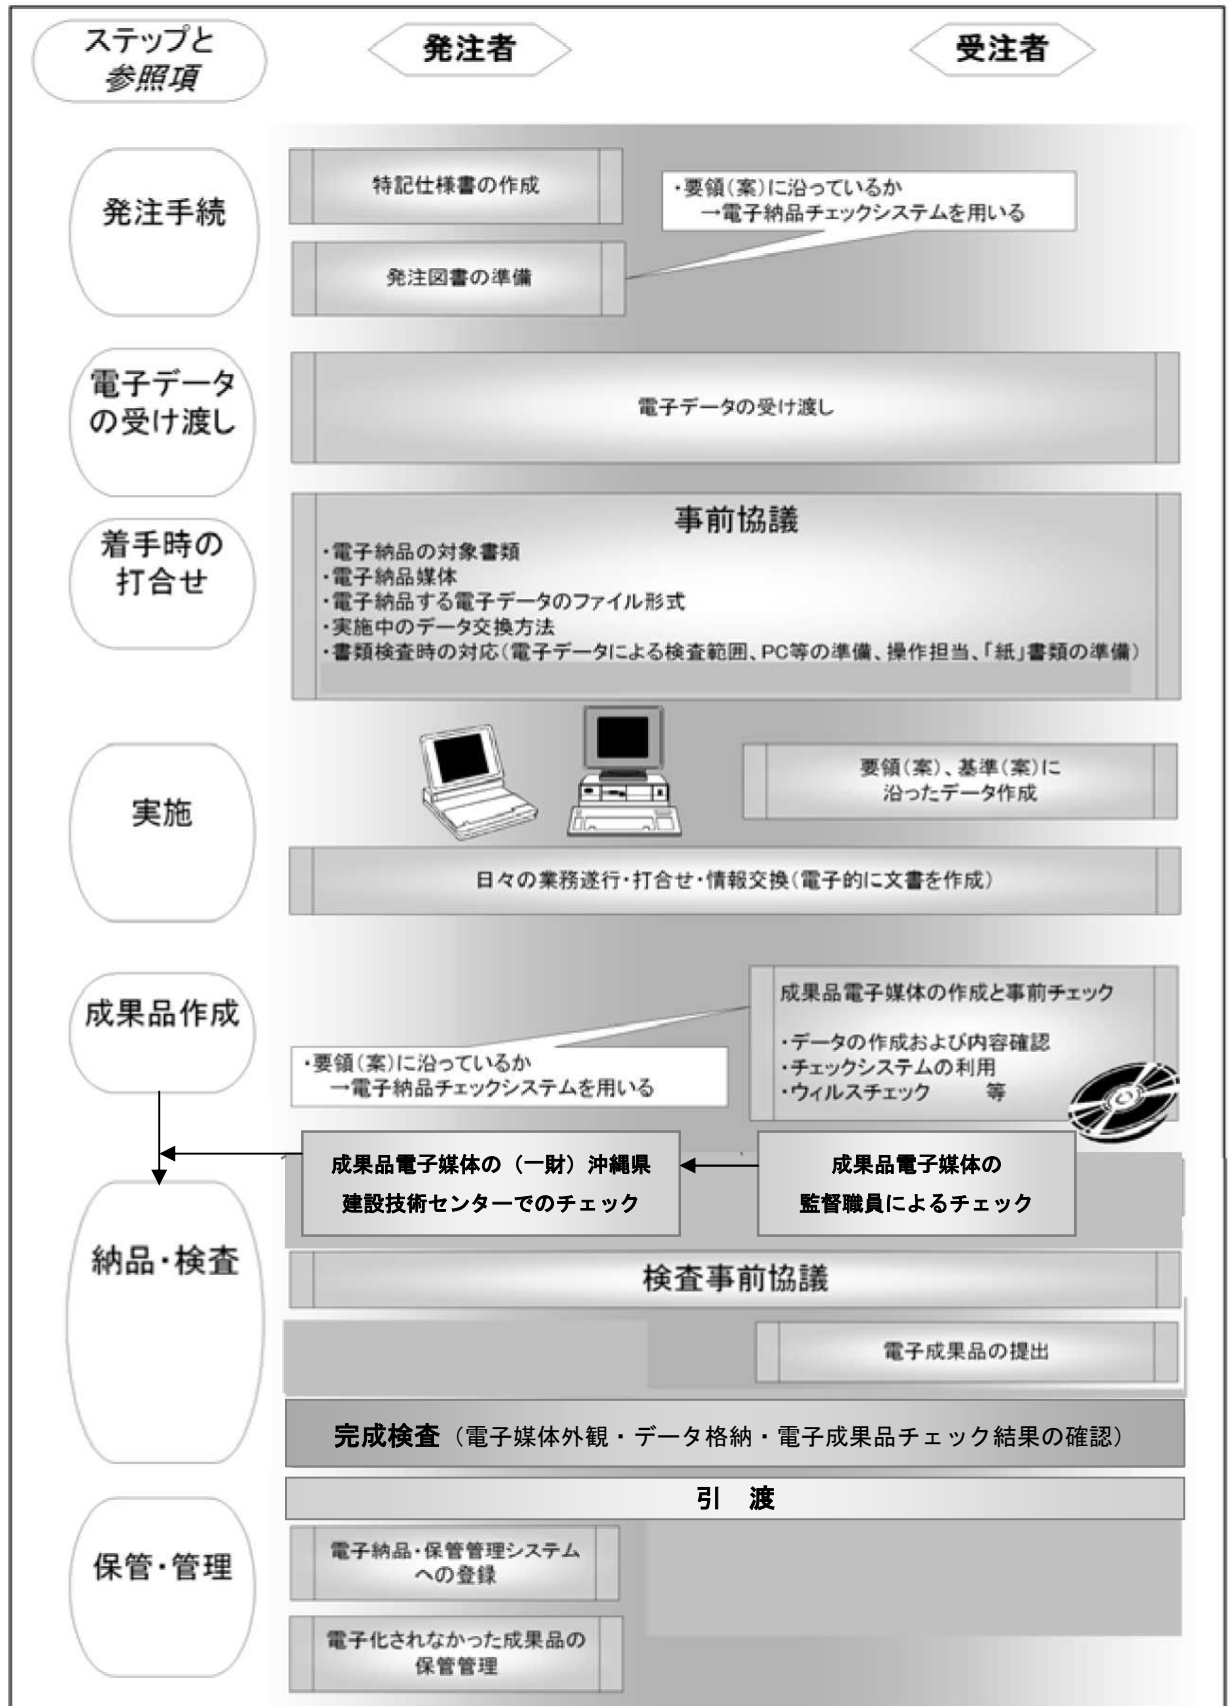 ステップと
参照項
発注者
受注者
発注手続
特記仕様書の作成
・要領(案)に沿っているか
→電子納品チェックシステムを用いる
発注図書の準備
電子データ
の受け渡し
電子データの受け渡し
着手時の
打合せ
事前協議
・電子納品の対象書類
・電子納品媒体
・電子納品する電子データのファイル形式
・実施中のデータ交換方法
・書類検査時の対応(電子データによる検査範囲、PC等の準備、操作担当、「紙」書類の準備)
実施
要領(案)、基準(案)に
沿ったデータ作成
日々の業務遂行・打合せ・情報交換(電子的に文書を作成)
成果品作成
成果品電子媒体の作成と事前チェック
・データの作成および内容確認
・チェックシステムの利用
・ウィルスチェック 等
・要領(案)に沿っているか
→電子納品チェックシステムを用いる
成果品電子媒体の(一財)沖縄県
建設技術センターでのチェック
成果品電子媒体の
監督職員によるチェック
納品・検査
検査事前協議
電子成果品の提出
完成検査(電子媒体外観・データ格納・電子成果品チェック結果の確認)
引 渡
保管・管理
電子納品・保管管理システム
への登録
電子化されなかった成果品の
保管管理